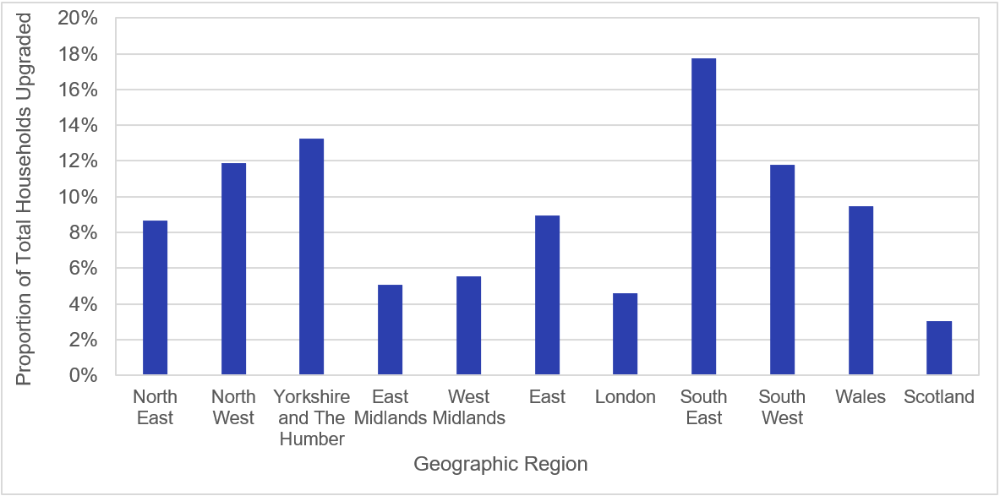 Proportion of Total Households Upgraded
20%
18%
16%
14%
12%
10%
8%
6%
4%
2%
0%
North
East
North
West
Yorkshire
and The
Humber
East
Midlands
West
Midlands
East
London
South
East
South
West
Wales
Scotland
Geographic Region